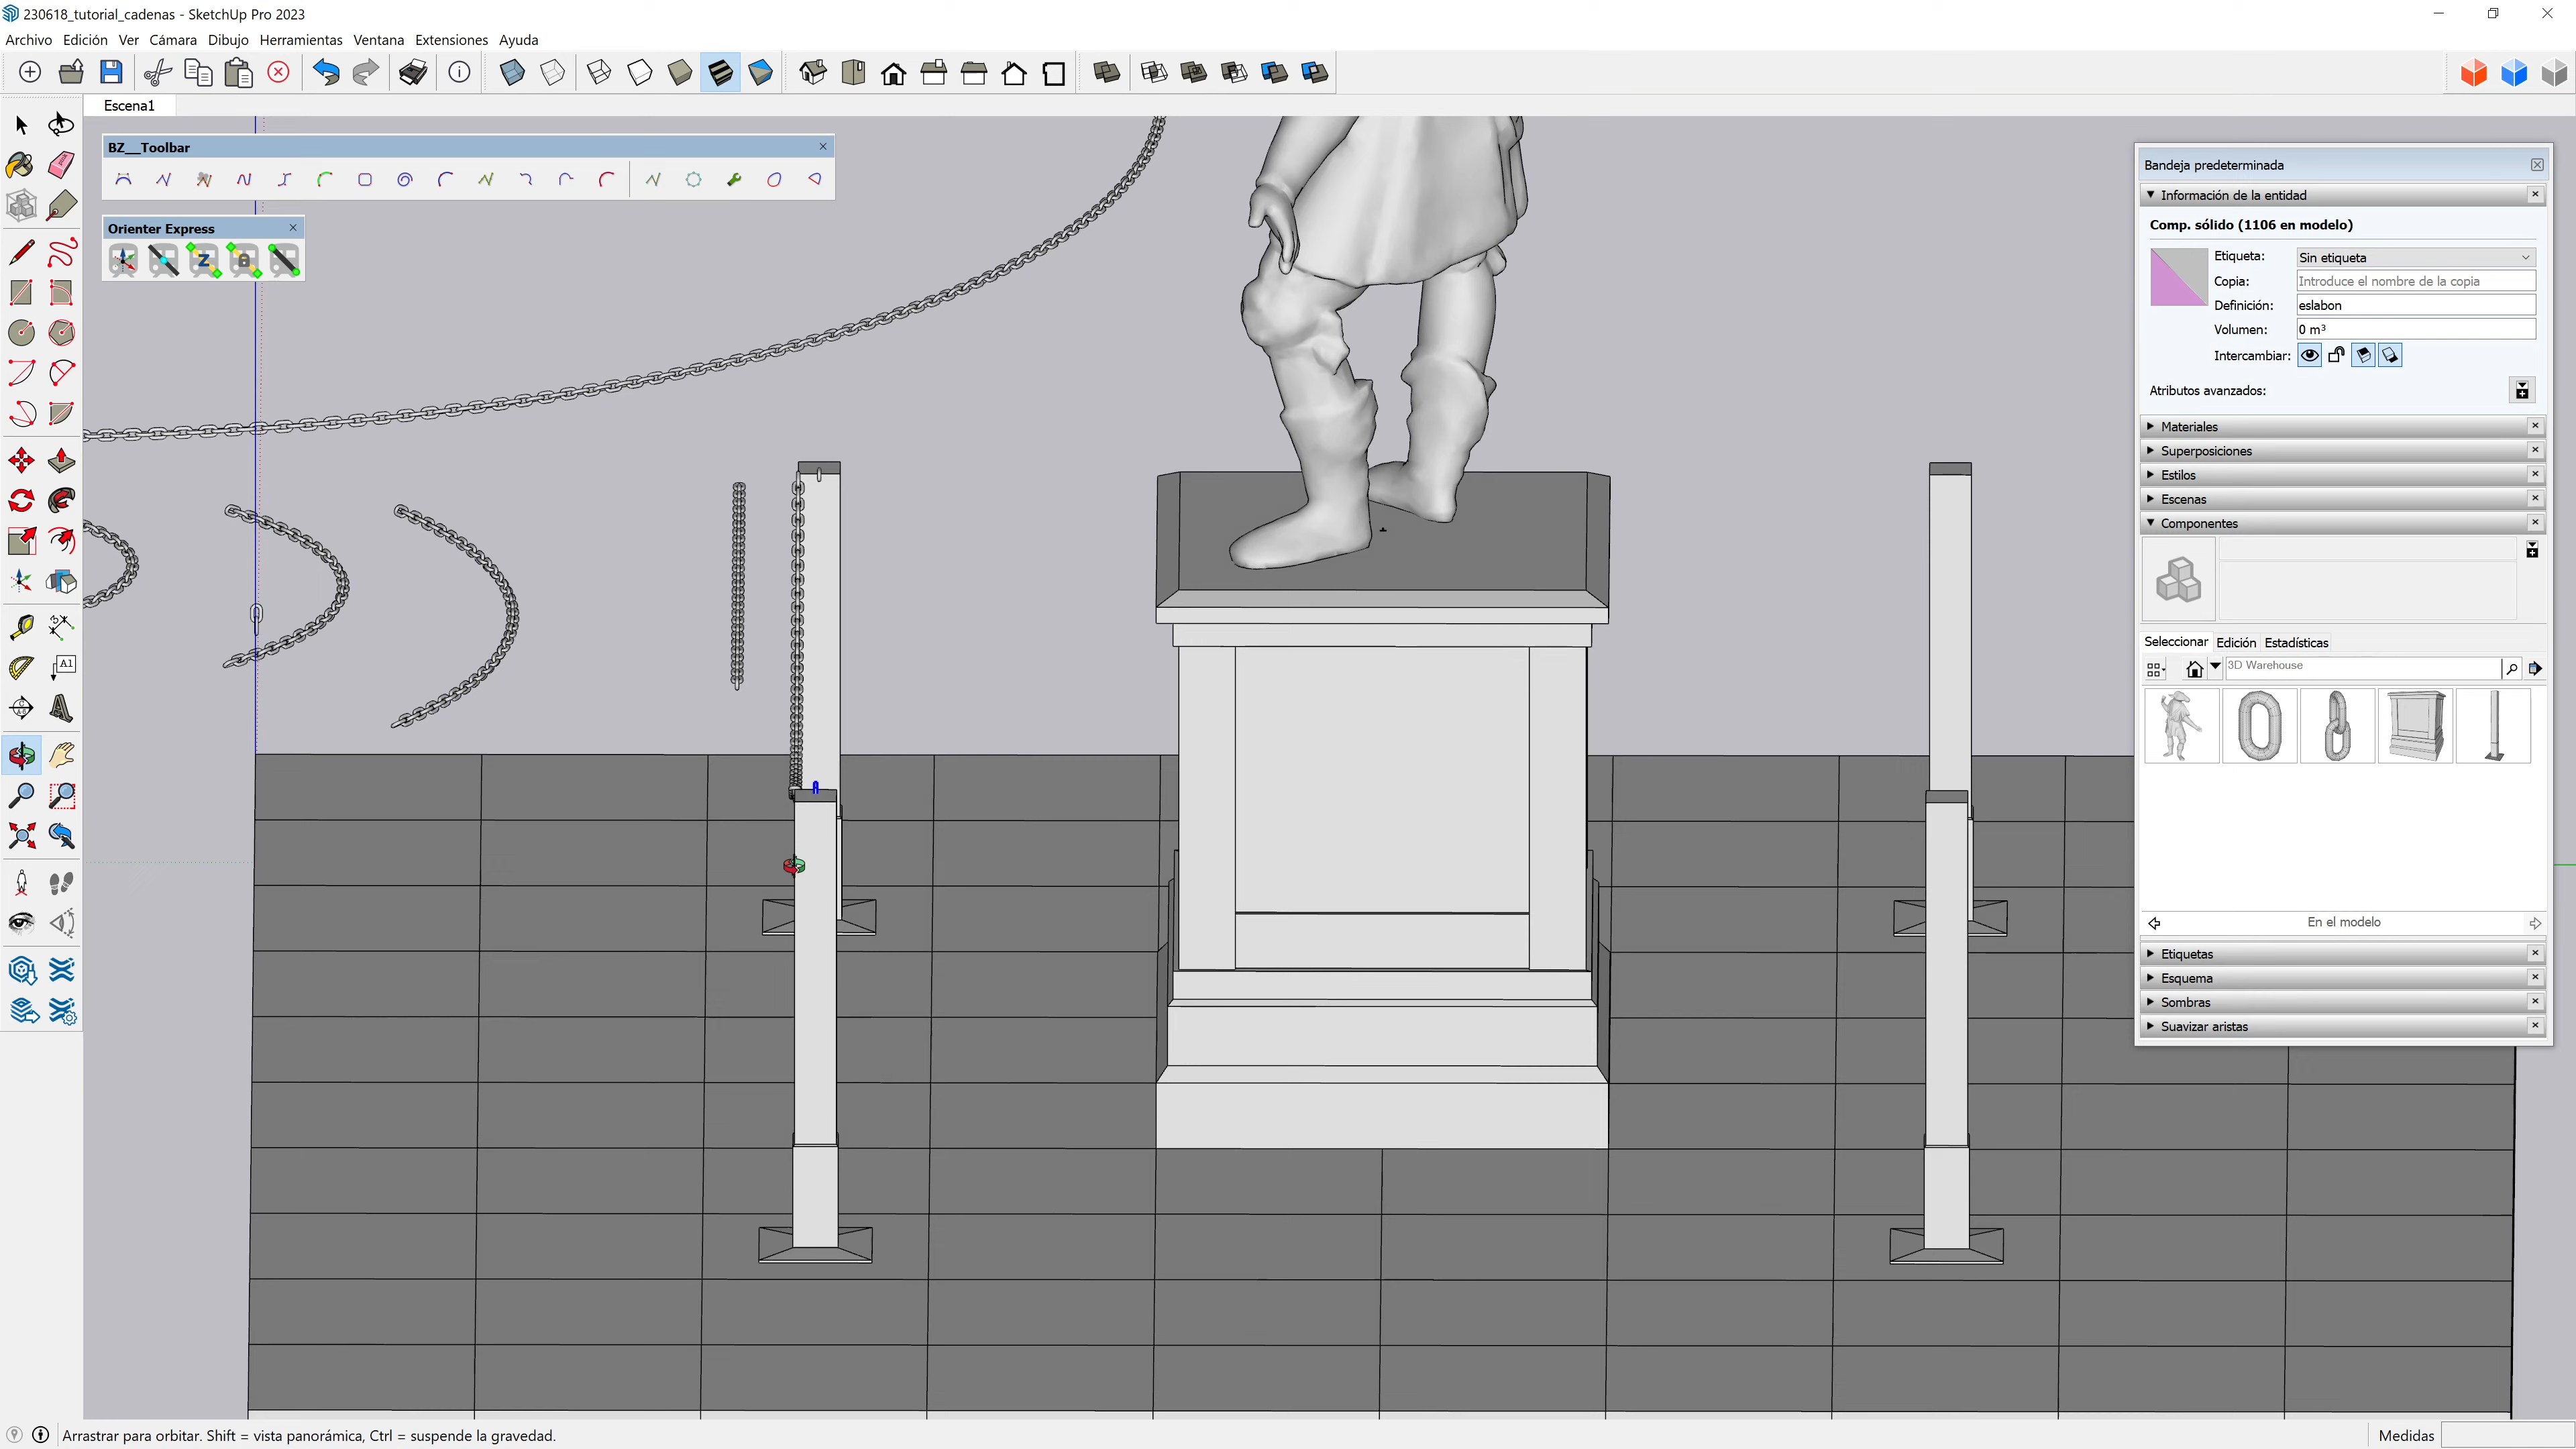 230618_tutorial_cadenas - SketchUp Pro 2023
Archivo Edición Ver Cámara Dibujo Herramientas Ventana Extensiones Ayuda
Escena1
BZ__Toolbar
Orienter Express
Z
A1
Bandeja predeterminada
Información de la entidad
Comp. sólido (1106 en modelo)
Etiqueta: Sin etiqueta
Copia: Introduce el nombre de la copia
Definición: eslabon
Volumen: 0 m³
Intercambiar:
Atributos avanzados:
Materiales
Superposiciones
Estilos
Escenas
Componentes
Seleccionar Edición Estadísticas
3D Warehouse
En el modelo
Etiquetas
Esquema
Sombras
Suavizar aristas
Arrastrar para orbitar. Shift = vista panorámica, Ctrl = suspende la gravedad.
Medidas